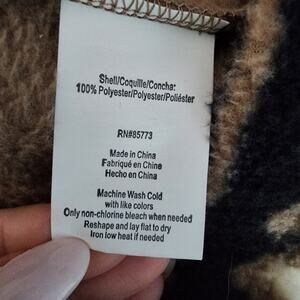 Shell/Coquille/Concha:
100% Polyester/Polyester/Poliéster
RN#85773
Made in China
Fabriqué en Chine
Hecho en China
Machine Wash Cold
with like colors
Only non-chlorine bleach when needed
Reshape and lay flat to dry
Iron low heat if needed